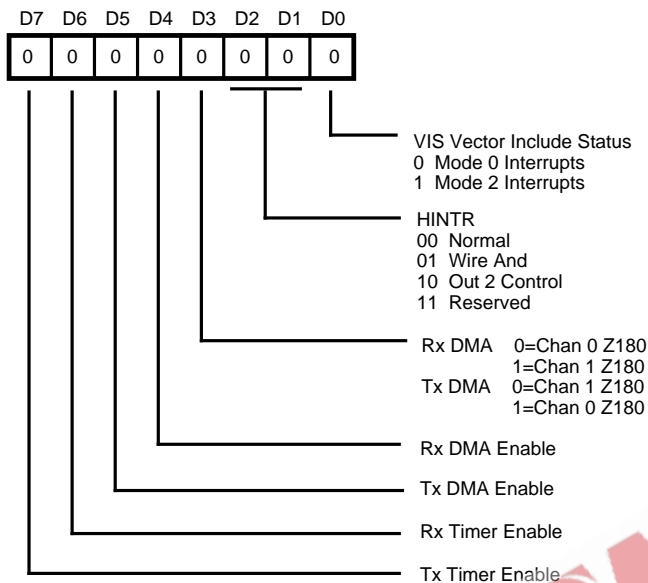 D7 D6 D5 D4 D3 D2 D1 D0
0 0 0 0 0 0 0 0
VIS Vector Include Status
0 Mode 0 Interrupts
1 Mode 2 Interrupts
HINTR
00 Normal
01 Wire And
10 Out 2 Control
11 Reserved
Rx DMA 0=Chan 0 Z180
1=Chan 1 Z180
Tx DMA 0=Chan 1 Z180
1=Chan 0 Z180
Rx DMA Enable
Tx DMA Enable
Rx Timer Enable
Tx Timer Enable